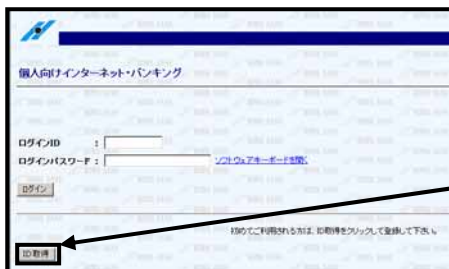 個人向けインターネット・バンキング
ログインID :
ログインパスワード : ソフトウェアキーボードを開く
ログイン
初めてご利用される方は、ID取得をクリックして登録して下さい。
ID取得